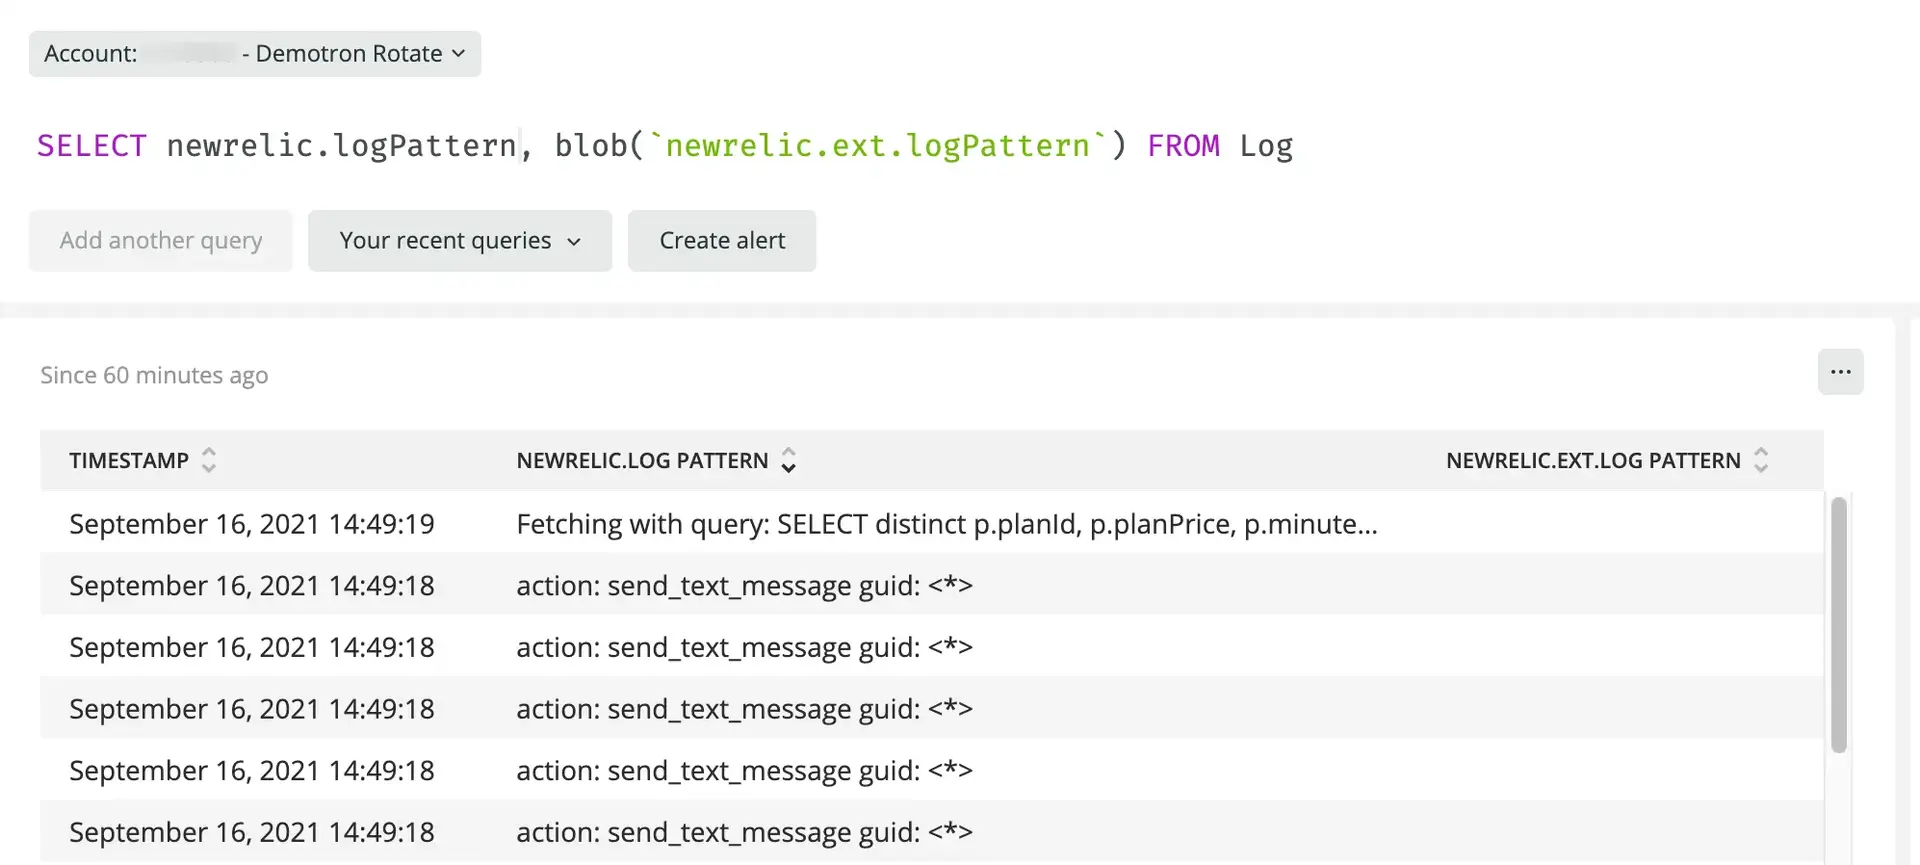 Account: - Demotron Rotate
SELECT newrelic.logPattern, blob(`newrelic.ext.logPattern`) FROM Log
Add another query Your recent queries Create alert
Since 60 minutes ago
...
TIMESTAMP NEWRELIC.LOG PATTERN NEWRELIC.EXT.LOG PATTERN
September 16, 2021 14:49:19 Fetching with query: SELECT distinct p.planId, p.planPrice, p.minute...
September 16, 2021 14:49:18 action: send_text_message guid: <*>
September 16, 2021 14:49:18 action: send_text_message guid: <*>
September 16, 2021 14:49:18 action: send_text_message guid: <*>
September 16, 2021 14:49:18 action: send_text_message guid: <*>
September 16, 2021 14:49:18 action: send_text_message guid: <*>